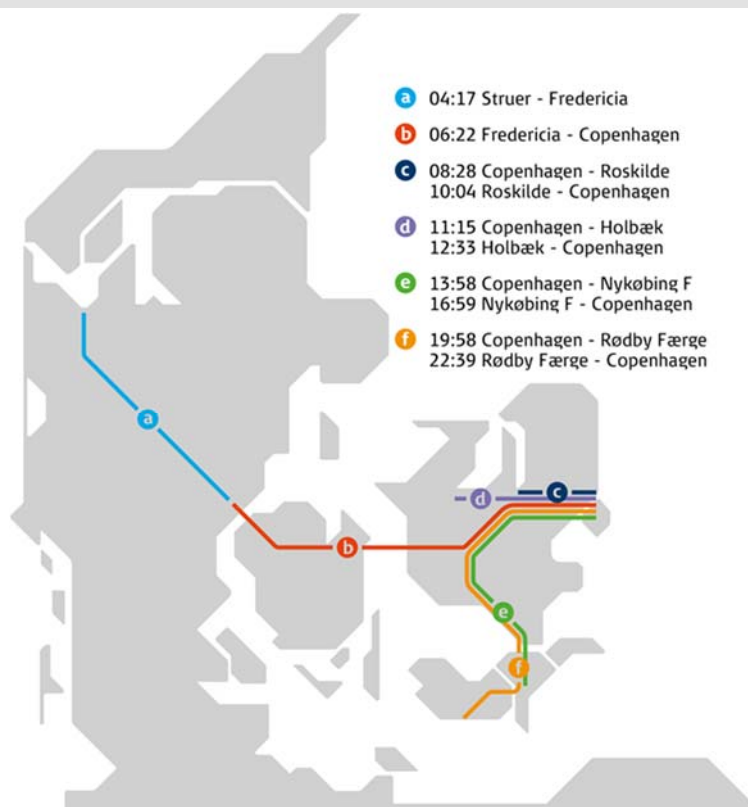 a 04:17 Struer - Fredericia
b 06:22 Fredericia - Copenhagen
c 08:28 Copenhagen - Roskilde
10:04 Roskilde - Copenhagen
d 11:15 Copenhagen - Holbæk
12:33 Holbæk - Copenhagen
e 13:58 Copenhagen - Nykøbing F
16:59 Nykøbing F - Copenhagen
f 19:58 Copenhagen - Rødby Færge
22:39 Rødby Færge - Copenhagen
a
c
d
b
e
f